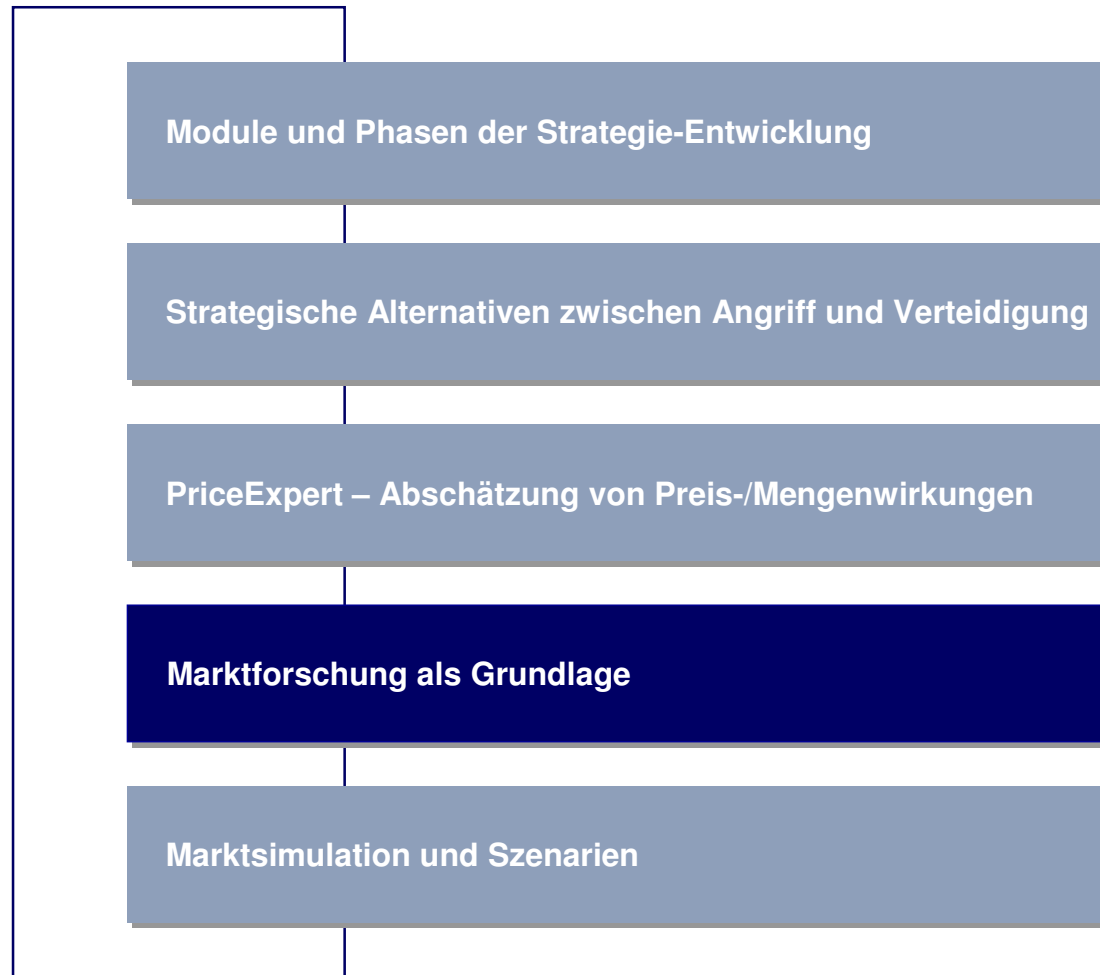 Module und Phasen der Strategie-Entwicklung
Strategische Alternativen zwischen Angriff und Verteidigung
PriceExpert – Abschätzung von Preis-/Mengenwirkungen
Marktforschung als Grundlage
Marktsimulation und Szenarien